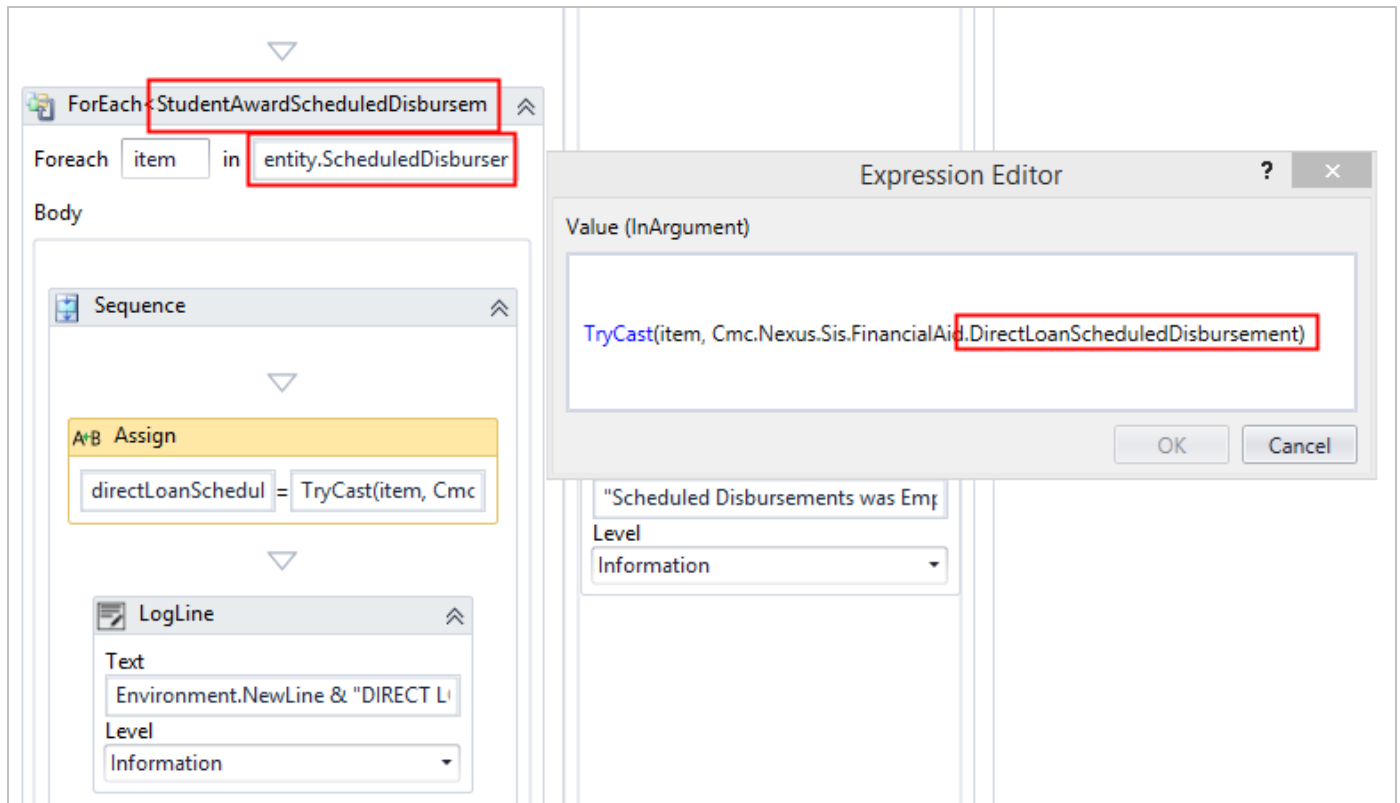 ForEach<StudentAwardScheduledDisbursem
Foreach item in entity.ScheduledDisburser
Body
Sequence
A+B Assign
directLoanSchedul = TryCast(item, Cmc
LogLine
Text
Environment.NewLine & "DIRECT L
Level
Information
Expression Editor ?
Value (InArgument)
TryCast(item, Cmc.Nexus.Sis.FinancialAid.DirectLoanScheduledDisbursement)
OK Cancel
"Scheduled Disbursements was Emp
Level
Information